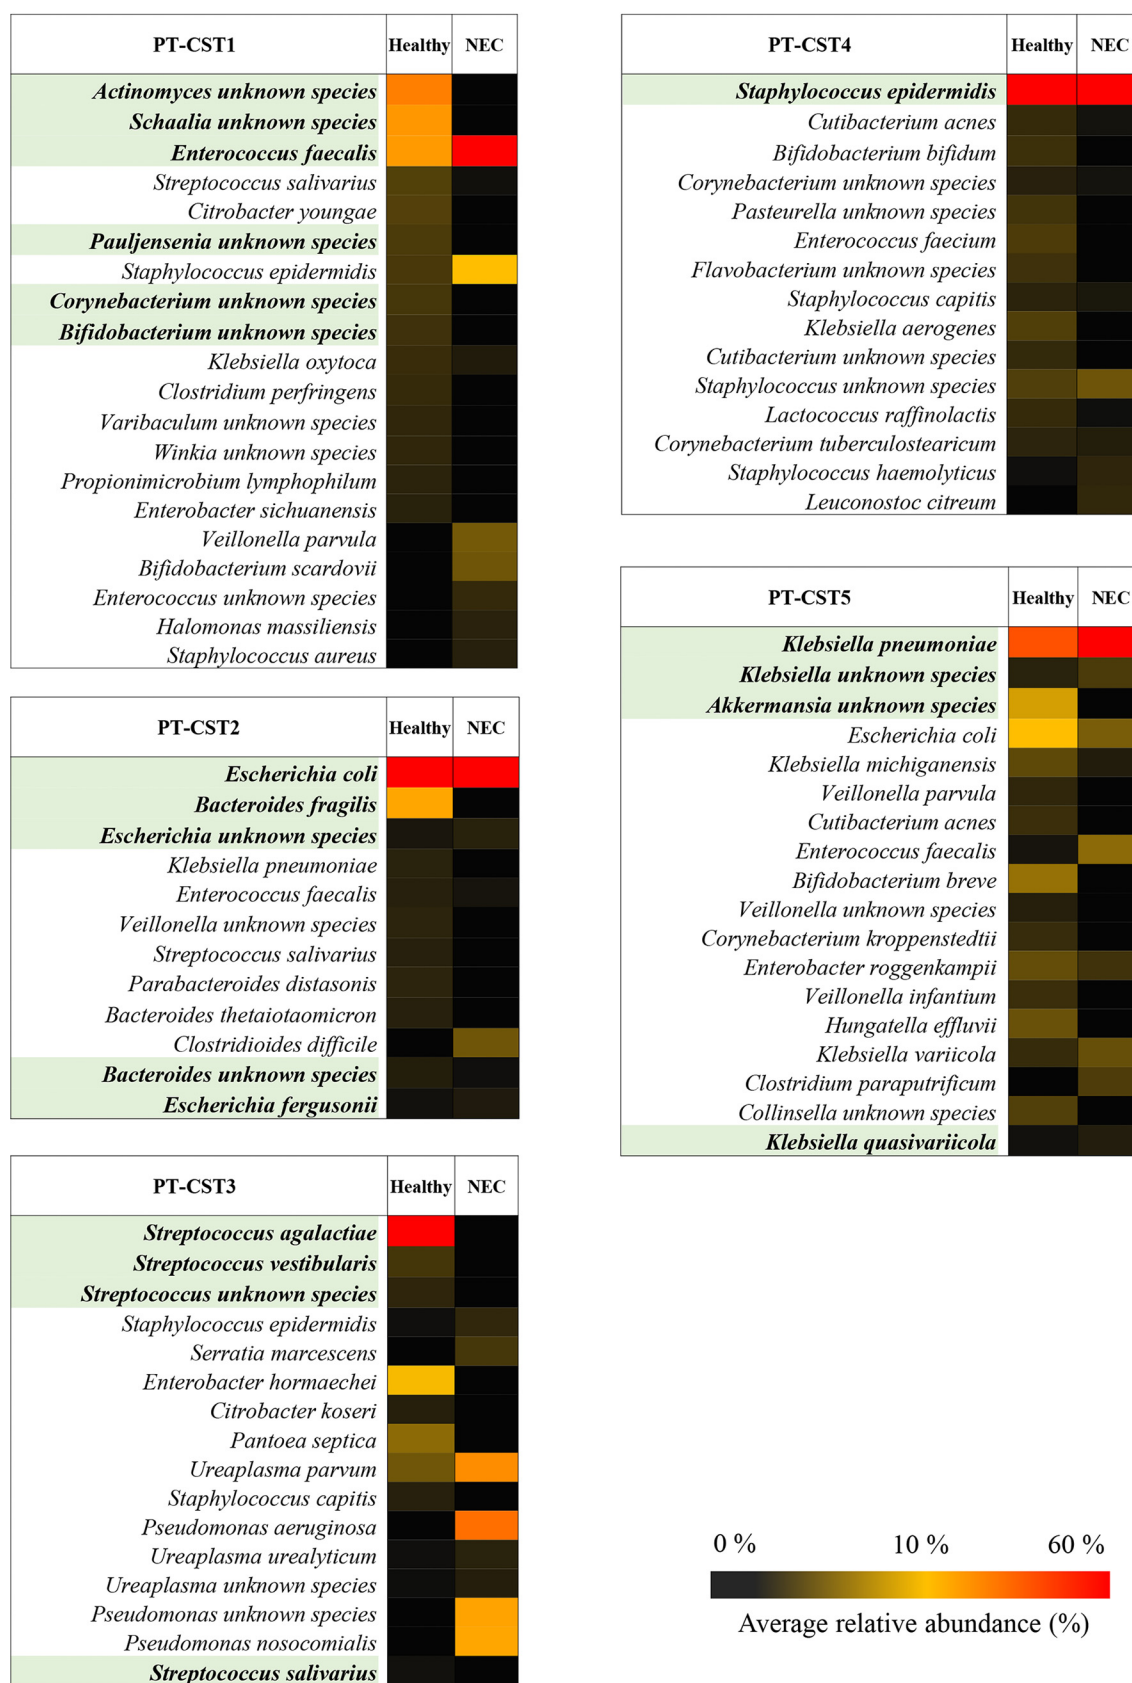 PT-CST1 Healthy NEC
Actinomyces unknown species
Schaalia unknown species
Enterococcus faecalis
Streptococcus salivarius
Citrobacter youngae
Pauljensenia unknown species
Staphylococcus epidermidis
Corynebacterium unknown species
Bifidobacterium unknown species
Klebsiella oxytoca
Clostridium perfringens
Varibaculum unknown species
Winkia unknown species
Propionimicrobium lymphophilum
Enterobacter sichuanensis
Veillonella parvula
Bifidobacterium scardovii
Enterococcus unknown species
Halomonas massiliensis
Staphylococcus aureus
PT-CST2 Healthy NEC
Escherichia coli
Bacteroides fragilis
Escherichia unknown species
Klebsiella pneumoniae
Enterococcus faecalis
Veillonella unknown species
Streptococcus salivarius
Parabacteroides distasonis
Bacteroides thetaiotaomicron
Clostridioides difficile
Bacteroides unknown species
Escherichia fergusonii
PT-CST3 Healthy NEC
Streptococcus agalactiae
Streptococcus vestibularis
Streptococcus unknown species
Staphylococcus epidermidis
Serratia marcescens
Enterobacter hormaechei
Citrobacter koseri
Pantoea septica
Ureaplasma parvum
Staphylococcus capitis
Pseudomonas aeruginosa
Ureaplasma urealyticum
Ureaplasma unknown species
Pseudomonas unknown species
Pseudomonas nosocomialis
Streptococcus salivarius
PT-CST4 Healthy NEC
Staphylococcus epidermidis
Cutibacterium acnes
Bifidobacterium bifidum
Corynebacterium unknown species
Pasteurella unknown species
Enterococcus faecium
Flavobacterium unknown species
Staphylococcus capitis
Klebsiella aerogenes
Cutibacterium unknown species
Staphylococcus unknown species
Lactococcus raffinolactis
Corynebacterium tuberculostearicum
Staphylococcus haemolyticus
Leuconostoc citreum
PT-CST5 Healthy NEC
Klebsiella pneumoniae
Klebsiella unknown species
Akkermansia unknown species
Escherichia coli
Klebsiella michiganensis
Veillonella parvula
Cutibacterium acnes
Enterococcus faecalis
Bifidobacterium breve
Veillonella unknown species
Corynebacterium kroppenstedtii
Enterobacter roggenkampii
Veillonella infantium
Hungatella effluvii
Klebsiella variicola
Clostridium paraputrificum
Collinsella unknown species
Klebsiella quasivariicola
0 % 10 % 60 %
Average relative abundance (%)